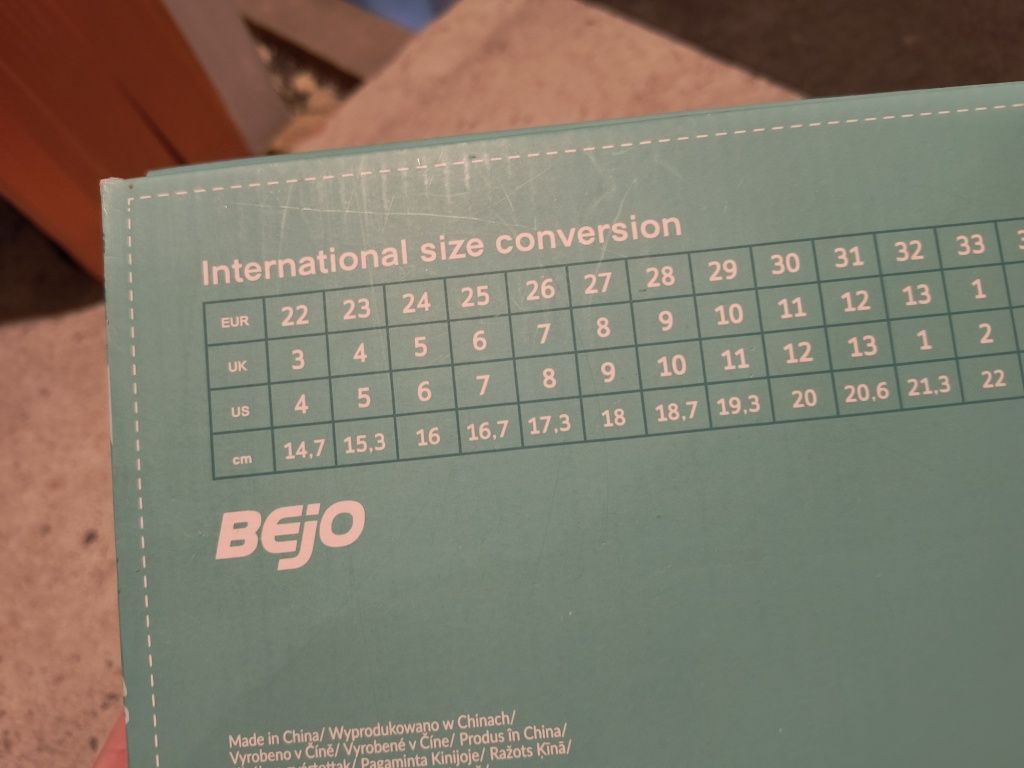 International size conversion
EUR 22 23 24 25 26 27 28 29 30 31 32 33
UK 3 4 5 6 7 8 9 10 11 12 13 1
US 4 5 6 7 8 9 10 11 12 13 1 2
cm 14,7 15,3 16 16,7 17,3 18 18,7 19,3 20 20,6 21,3 22
BEjO
Made in China/ Wyprodukowano w Chinach/
Vyrobeno v Číně/ Vyrobené v Číne/ Produs în China/
Pagaminta Kinijoje/ Ražots Ķīnā/